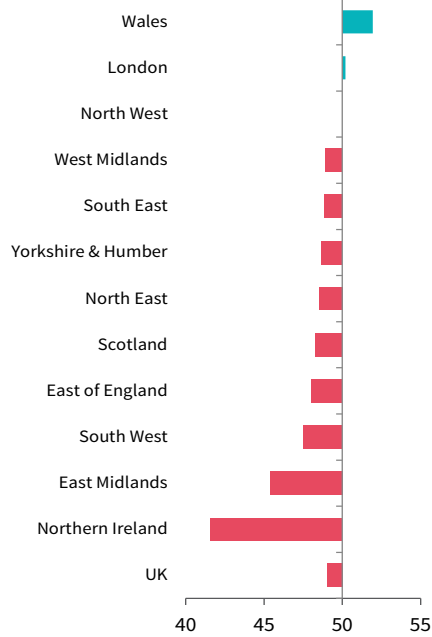 Wales
London
North West
West Midlands
South East
Yorkshire & Humber
North East
Scotland
East of England
South West
East Midlands
Northern Ireland
UK
40 45 50 55